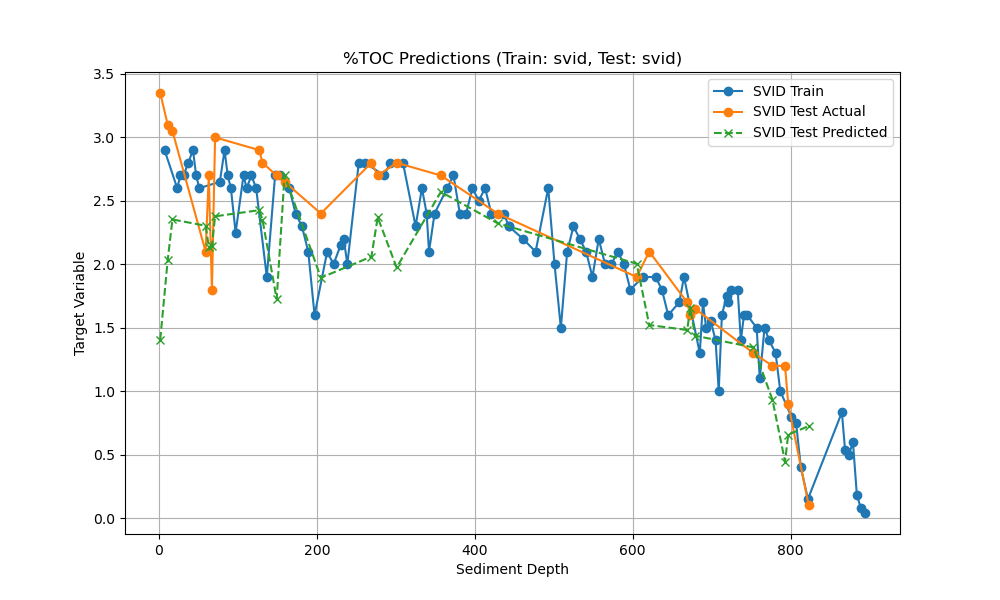 %TOC Predictions (Train: svid, Test: svid)
SVID Train
SVID Test Actual
SVID Test Predicted
Target Variable
3.5
3.0
2.5
2.0
1.5
1.0
0.5
0.0
0 200 400 600 800
Sediment Depth